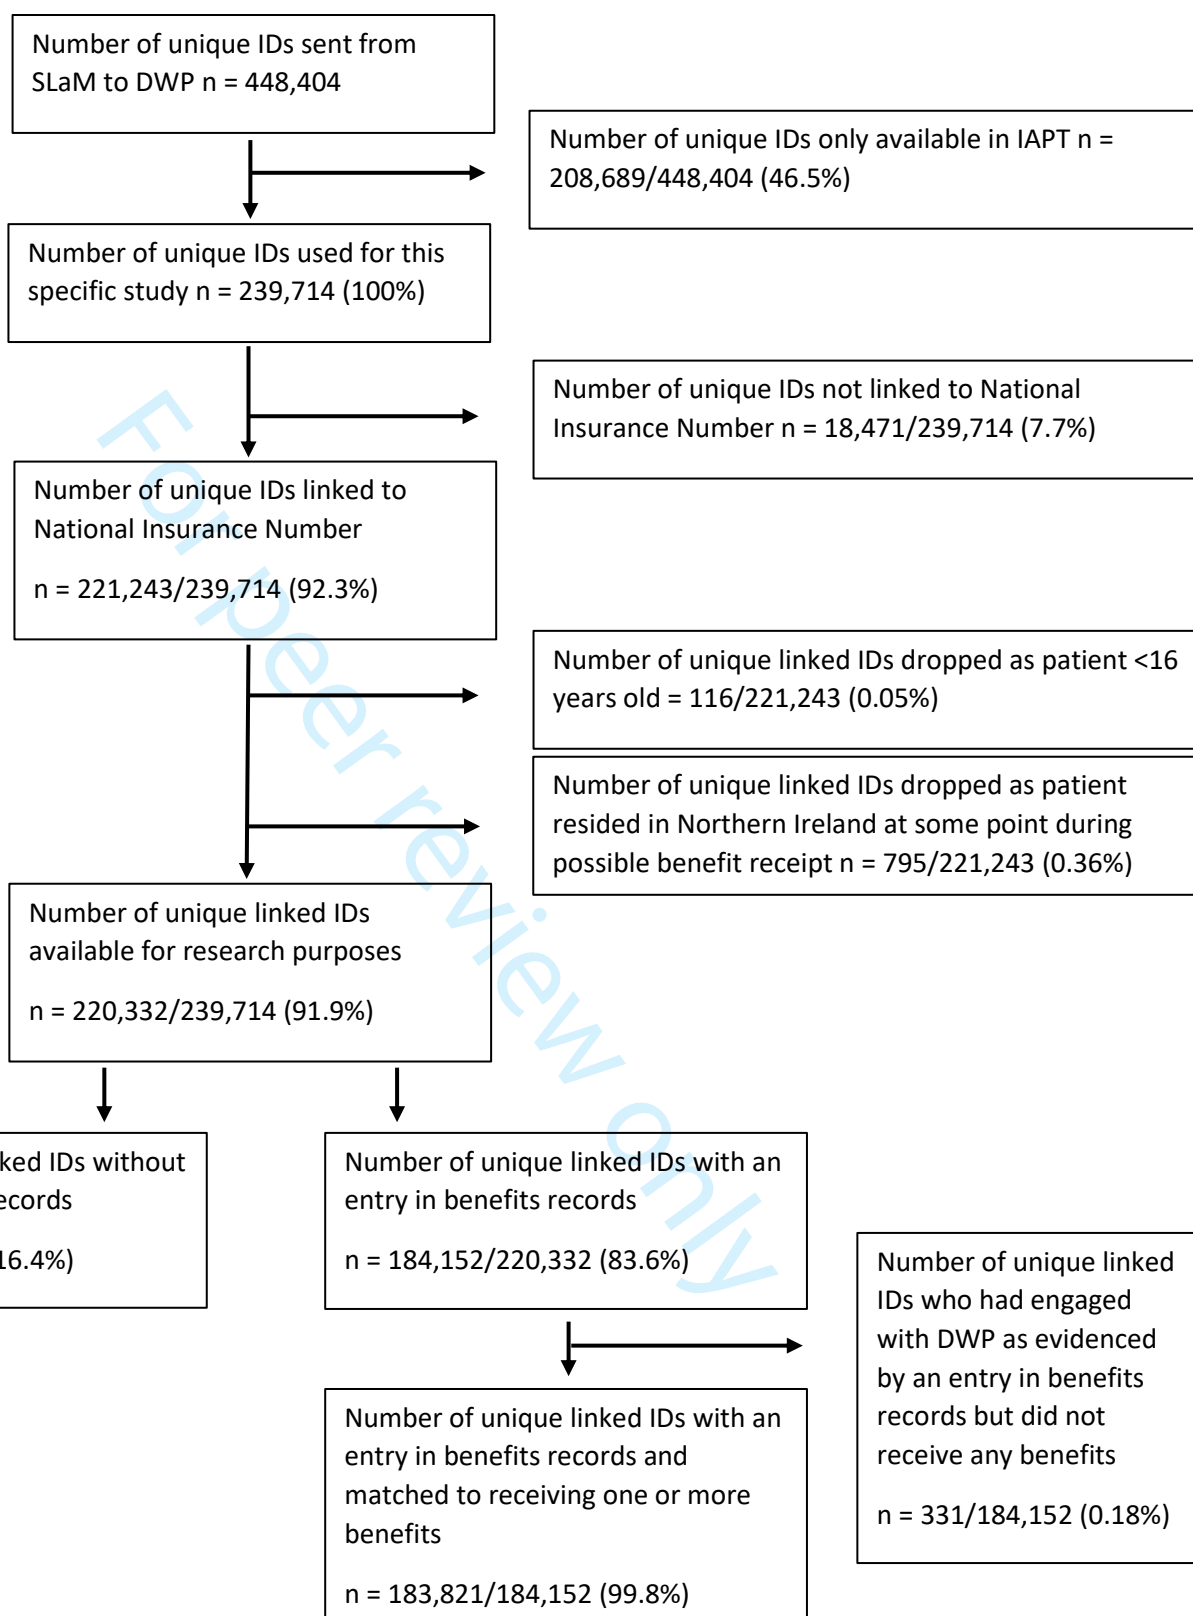 Number of unique IDs sent from
SLaM to DWP n = 448,404
Number of unique IDs only available in IAPT n =
208,689/448,404 (46.5%)
Number of unique IDs used for this
specific study n = 239,714 (100%)
Number of unique IDs not linked to National
Insurance Number n = 18,471/239,714 (7.7%)
Number of unique IDs linked to
National Insurance Number
n = 221,243/239,714 (92.3%)
Number of unique linked IDs dropped as patient <16
years old = 116/221,243 (0.05%)
Number of unique linked IDs dropped as patient
resided in Northern Ireland at some point during
possible benefit receipt n = 795/221,243 (0.36%)
Number of unique linked IDs
available for research purposes
n = 220,332/239,714 (91.9%)
IDs without
16.4%)
Number of unique linked IDs with an
entry in benefits records
n = 184,152/220,332 (83.6%)
Number of unique linked
IDs who had engaged
with DWP as evidenced
by an entry in benefits
records but did not
receive any benefits
n = 331/184,152 (0.18%)
Number of unique linked IDs with an
entry in benefits records and
matched to receiving one or more
benefits
n = 183,821/184,152 (99.8%)
For peer review only